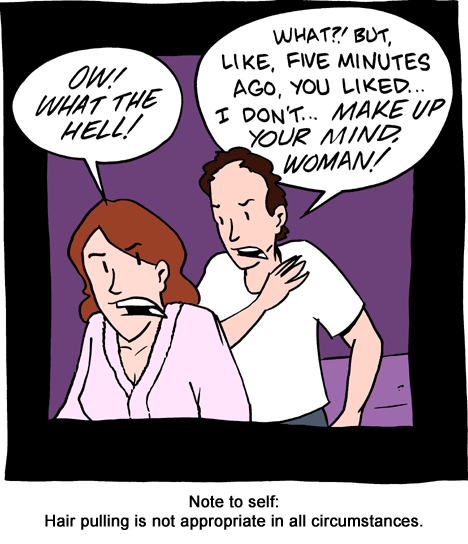 OW!
WHAT THE
HELL!
WHAT?! BUT,
LIKE, FIVE MINUTES
AGO, YOU LIKED...
I DON'T... MAKE UP
YOUR MIND,
WOMAN!
Note to self:
Hair pulling is not appropriate in all circumstances.